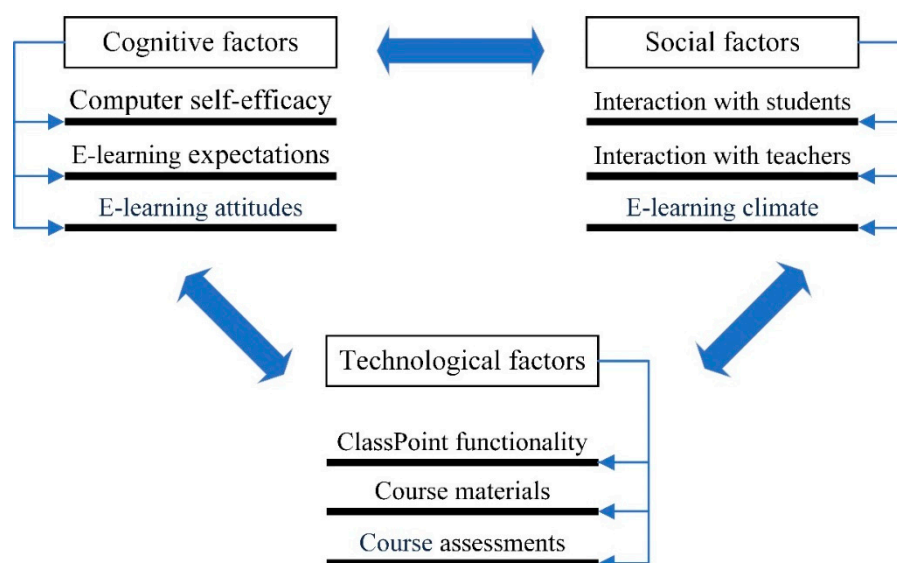 Cognitive factors
Computer self-efficacy
E-learning expectations
E-learning attitudes
Social factors
Interaction with students
Interaction with teachers
E-learning climate
Technological factors
ClassPoint functionality
Course materials
Course assessments